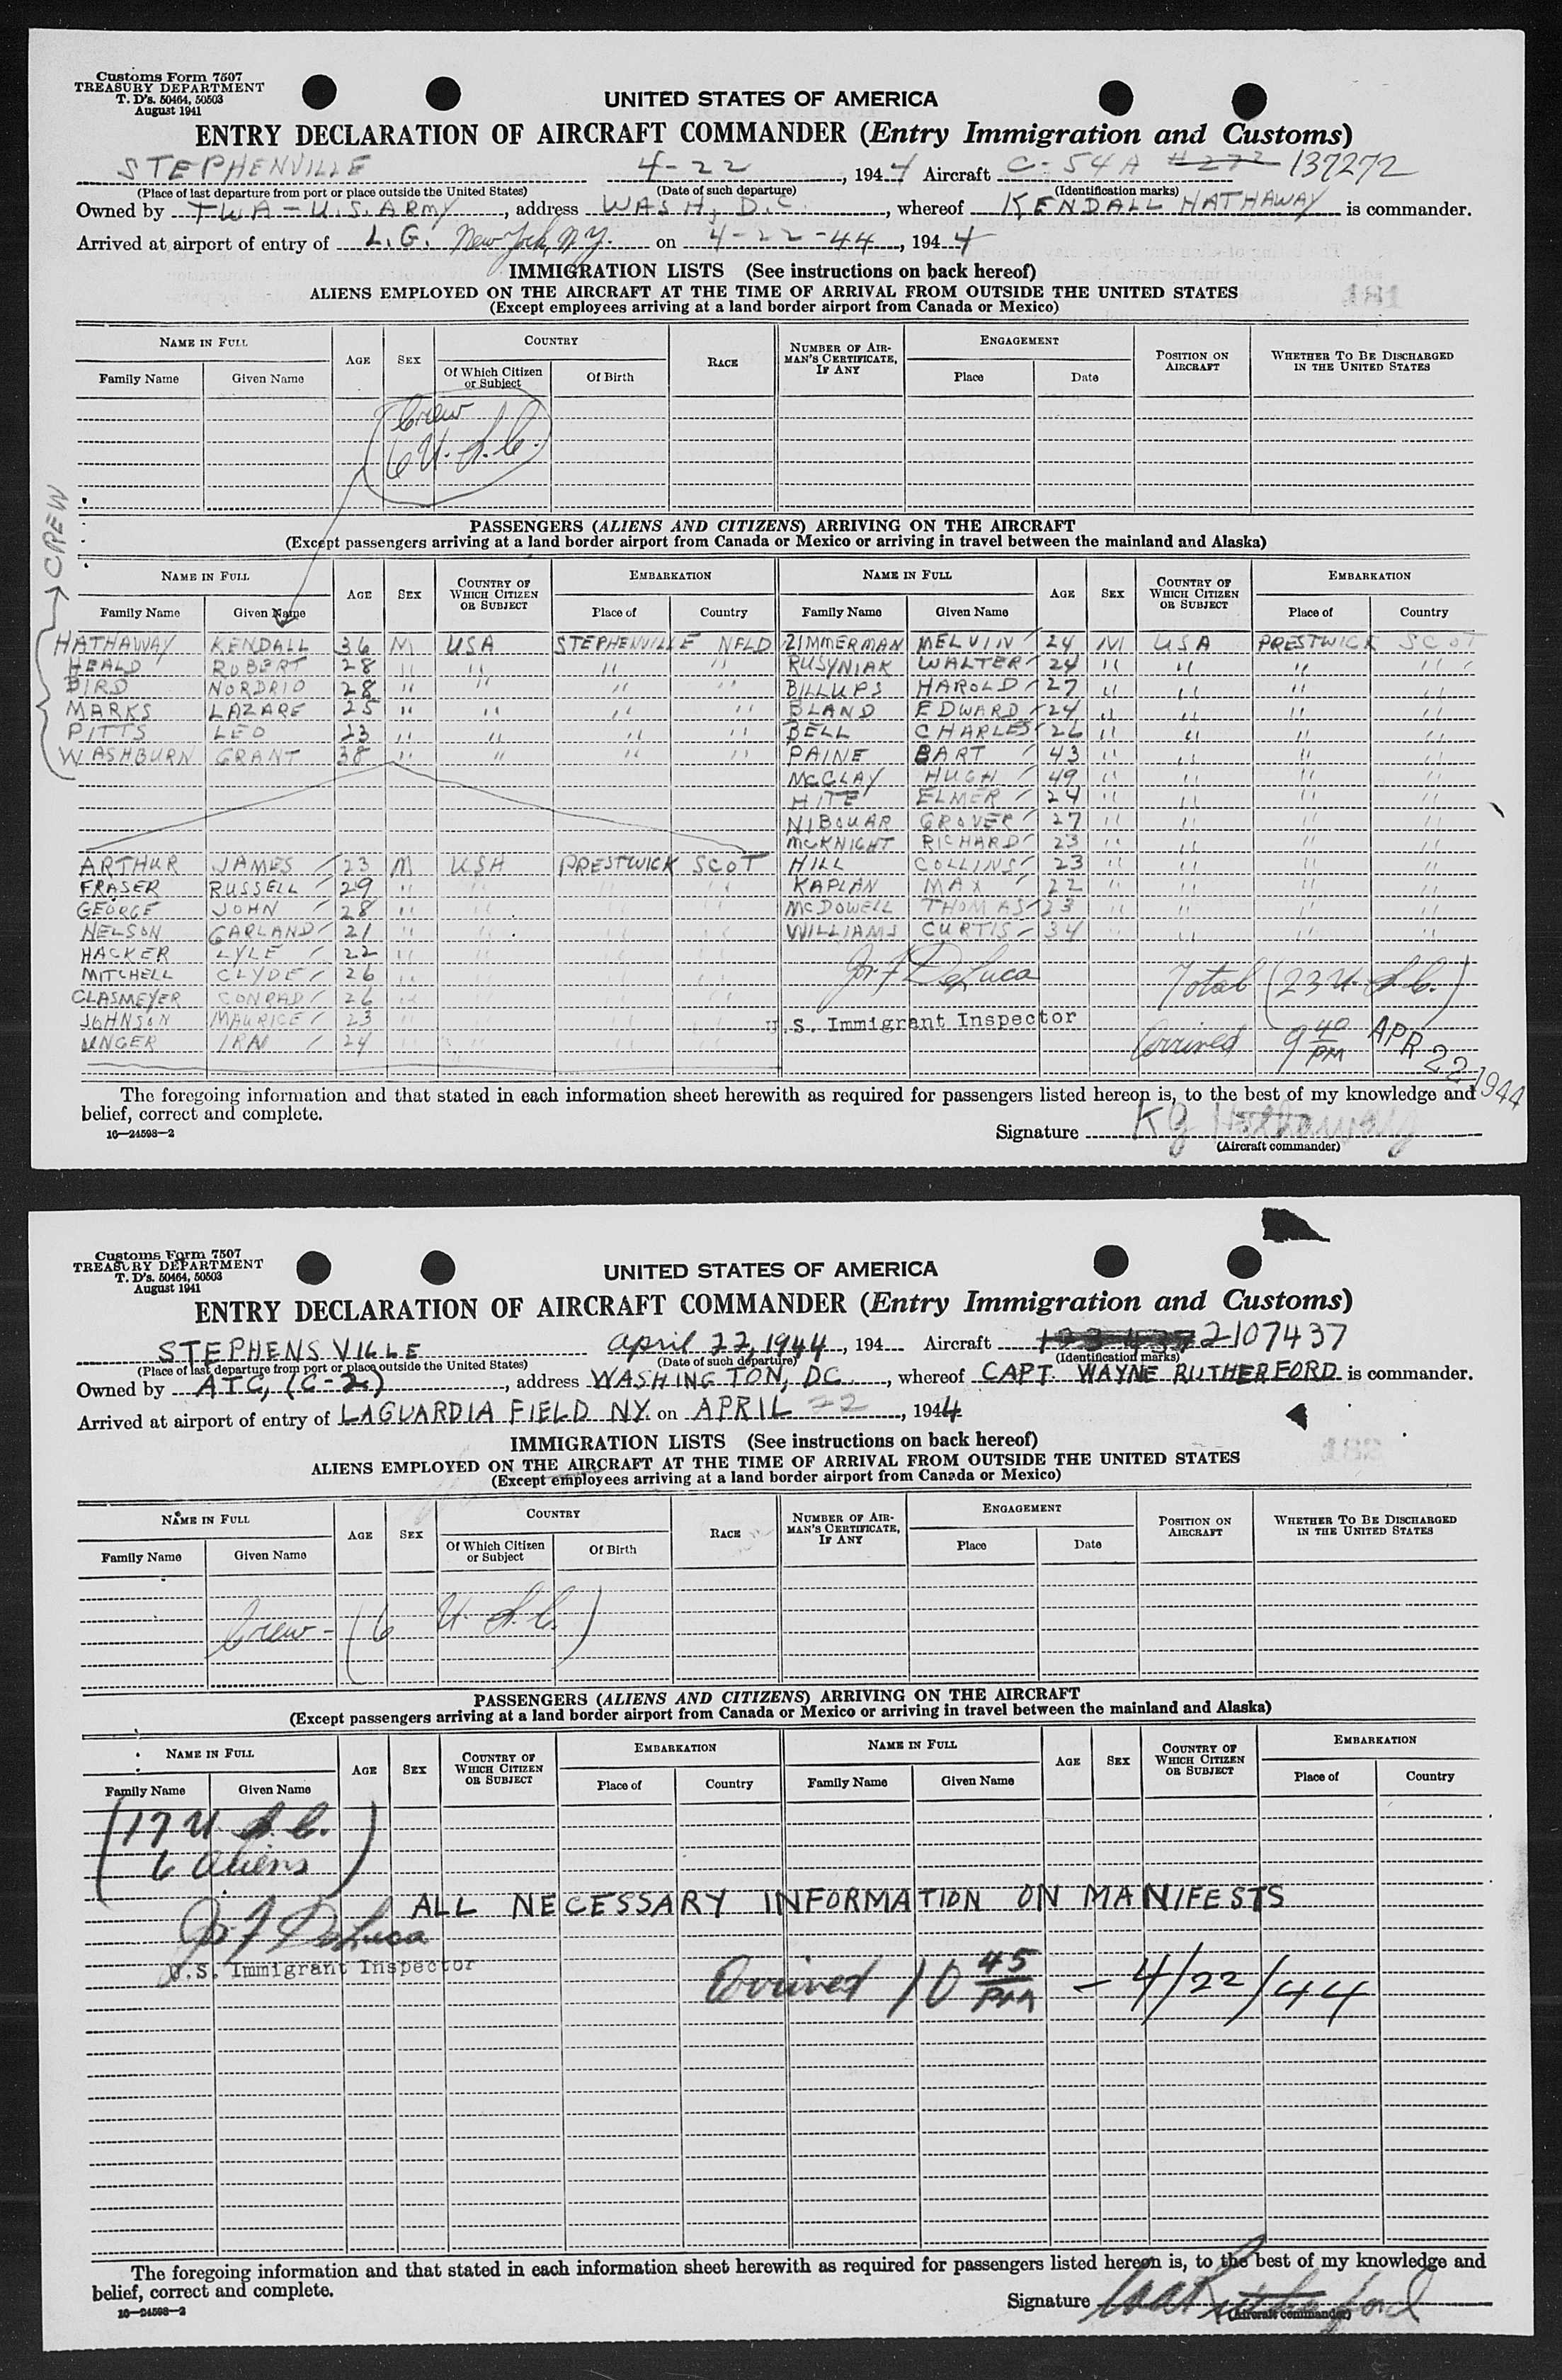 Customs Form 7507
TREASURY DEPARTMENT
T. D's. 50464, 50503
August 1941
UNITED STATES OF AMERICA
ENTRY DECLARATION OF AIRCRAFT COMMANDER (Entry Immigration and Customs)
STEPHENVILLE 4-22, 1944 Aircraft C-54A #272 137272
(Place of last departure from port or place outside the United States) (Date of such departure) (Identification marks)
Owned by TWA-U.S. ARMY, address WASH, D.C., whereof KENDALL HATHAWAY is commander.
Arrived at airport of entry of L.G. New York, N.Y. on 4-22-44, 1944
IMMIGRATION LISTS (See instructions on back hereof)
ALIENS EMPLOYED ON THE AIRCRAFT AT THE TIME OF ARRIVAL FROM OUTSIDE THE UNITED STATES
(Except employees arriving at a land border airport from Canada or Mexico)
NAME IN FULL AGE SEX COUNTRY RACE NUMBER OF AIRMAN'S CERTIFICATE, IF ANY ENGAGEMENT POSITION ON AIRCRAFT WHETHER TO BE DISCHARGED IN THE UNITED STATES
Family Name Given Name Of Which Citizen or Subject Of Birth Place Date
Crew
6 U.S.C.
CREW
PASSENGERS (ALIENS AND CITIZENS) ARRIVING ON THE AIRCRAFT
(Except passengers arriving at a land border airport from Canada or Mexico or arriving in travel between the mainland and Alaska)
NAME IN FULL AGE SEX COUNTRY OF WHICH CITIZEN OR SUBJECT EMBARKATION NAME IN FULL AGE SEX COUNTRY OF WHICH CITIZEN OR SUBJECT EMBARKATION
Family Name Given Name Place of Country Family Name Given Name Place of Country
HATHAWAY KENDALL 36 M USA STEPHENVILLE NFLD ZIMMERMAN MELVIN 24 M USA PRESTWICK SCOT
HEALD ROBERT 28 " " " " RUSYNIAK WALTER 24 " " " "
BIRD NORDRID 28 " " " " BILLUPS HAROLD 27 " " " "
MARKS LAZARE 25 " " " " BLAND EDWARD 24 " " " "
PITTS LEO 23 " " " " BELL CHARLES 26 " " " "
WASHBURN GRANT 38 " " " " PAINE BART 43 " " " "
MCCLAY HUGH 49 " " " "
HITE ELMER 24 " " " "
NIBOUAR GROVER 27 " " " "
MCKNIGHT RICHARD 23 " " " "
ARTHUR JAMES 23 M USA PRESTWICK SCOT HILL COLLINS 23 " " " "
FRASER RUSSELL 29 " " " " KAPLAN MAX 22 " " " "
GEORGE JOHN 28 " " " " MCDOWELL THOMAS 23 " " " "
NELSON GARLAND 21 " " " " WILLIAMS CURTIS 34 " " " "
HACKER LYLE 22 " " " "
MITCHELL CLYDE 26 " " " "
CLASMEYER CONRAD 26 " " " "
JOHNSON MAURICE 23 " " " "
UNGER IRA 24 " " " "
Jos F DeLuca
U.S. Immigrant Inspector
Total (23 U.S.C.)
Arrived 9 40 PM APR 22 1944
The foregoing information and that stated in each information sheet herewith as required for passengers listed hereon is, to the best of my knowledge and
belief, correct and complete.
16—24598—2
Signature K G Hathaway
(Aircraft commander)
Customs Form 7507
TREASURY DEPARTMENT
T. D's. 50464, 50503
August 1941
UNITED STATES OF AMERICA
ENTRY DECLARATION OF AIRCRAFT COMMANDER (Entry Immigration and Customs)
STEPHENSVILLE April 22, 1944, 194 Aircraft 2107437
(Place of last departure from port or place outside the United States) (Date of such departure) (Identification marks)
Owned by ATC, (C-2), address WASHINGTON, DC, whereof CAPT. WAYNE RUTHERFORD is commander.
Arrived at airport of entry of LAGUARDIA FIELD NY. on APRIL 22, 1944
IMMIGRATION LISTS (See instructions on back hereof)
ALIENS EMPLOYED ON THE AIRCRAFT AT THE TIME OF ARRIVAL FROM OUTSIDE THE UNITED STATES
(Except employees arriving at a land border airport from Canada or Mexico)
NAME IN FULL AGE SEX COUNTRY RACE NUMBER OF AIRMAN'S CERTIFICATE, IF ANY ENGAGEMENT POSITION ON AIRCRAFT WHETHER TO BE DISCHARGED IN THE UNITED STATES
Family Name Given Name Of Which Citizen or Subject Of Birth Place Date
Crew - (6 U.S.C.)
PASSENGERS (ALIENS AND CITIZENS) ARRIVING ON THE AIRCRAFT
(Except passengers arriving at a land border airport from Canada or Mexico or arriving in travel between the mainland and Alaska)
NAME IN FULL AGE SEX COUNTRY OF WHICH CITIZEN OR SUBJECT EMBARKATION NAME IN FULL AGE SEX COUNTRY OF WHICH CITIZEN OR SUBJECT EMBARKATION
Family Name Given Name Place of Country Family Name Given Name Place of Country
(17 U.S.C.
6 Aliens)
ALL NECESSARY INFORMATION ON MANIFESTS
Jos F DeLuca
U.S. Immigrant Inspector
Arrived 10 45 PM - 4/22/44
The foregoing information and that stated in each information sheet herewith as required for passengers listed hereon is, to the best of my knowledge and
belief, correct and complete.
16—24598—2
Signature Wa Rutherford
(Aircraft commander)